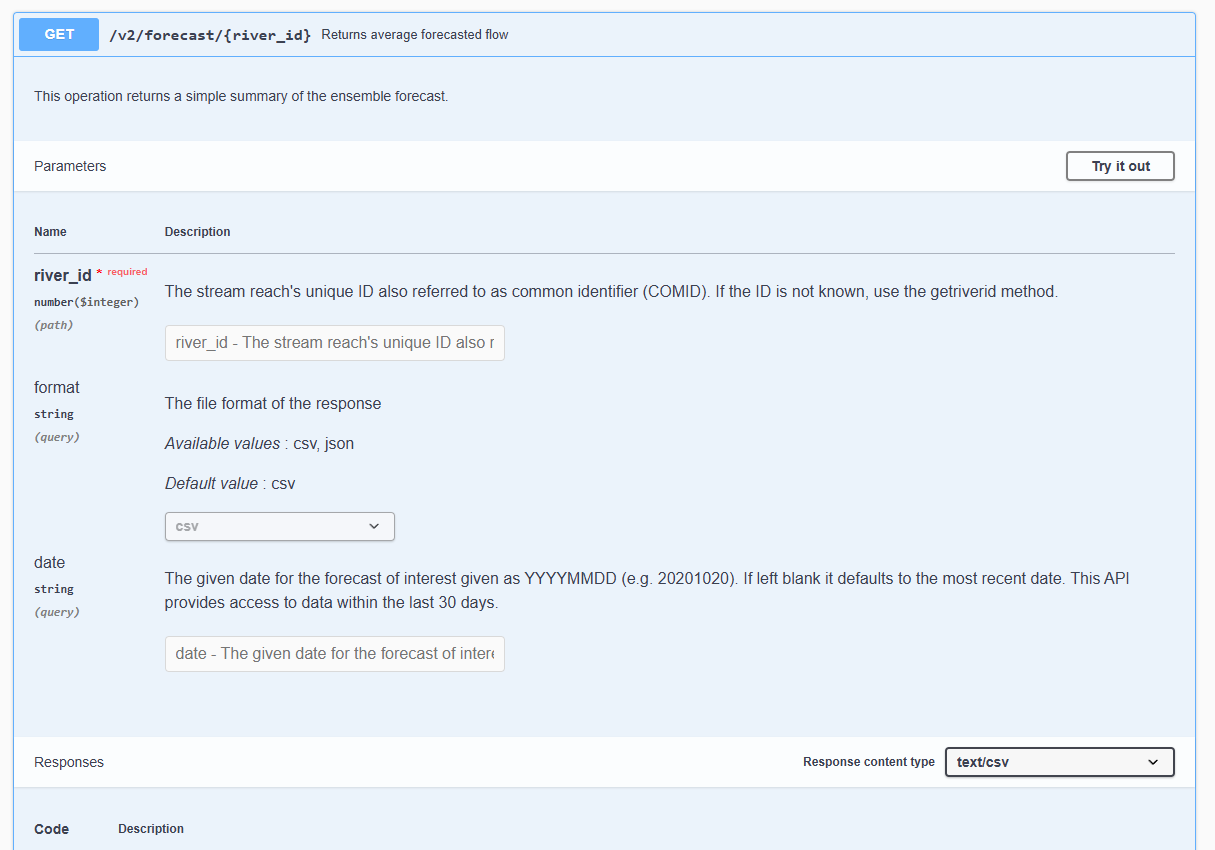 GET /v2/forecast/{river_id} Returns average forecasted flow
This operation returns a simple summary of the ensemble forecast.
Parameters
Try it out
Name Description
river_id * required
number($integer)
(path)
The stream reach's unique ID also referred to as common identifier (COMID). If the ID is not known, use the getriverid method.
river_id - The stream reach's unique ID also r
format
string
(query)
The file format of the response
Available values : csv, json
Default value : csv
csv
date
string
(query)
The given date for the forecast of interest given as YYYYMMDD (e.g. 20201020). If left blank it defaults to the most recent date. This API
provides access to data within the last 30 days.
date - The given date for the forecast of intere
Responses
Response content type text/csv
Code Description